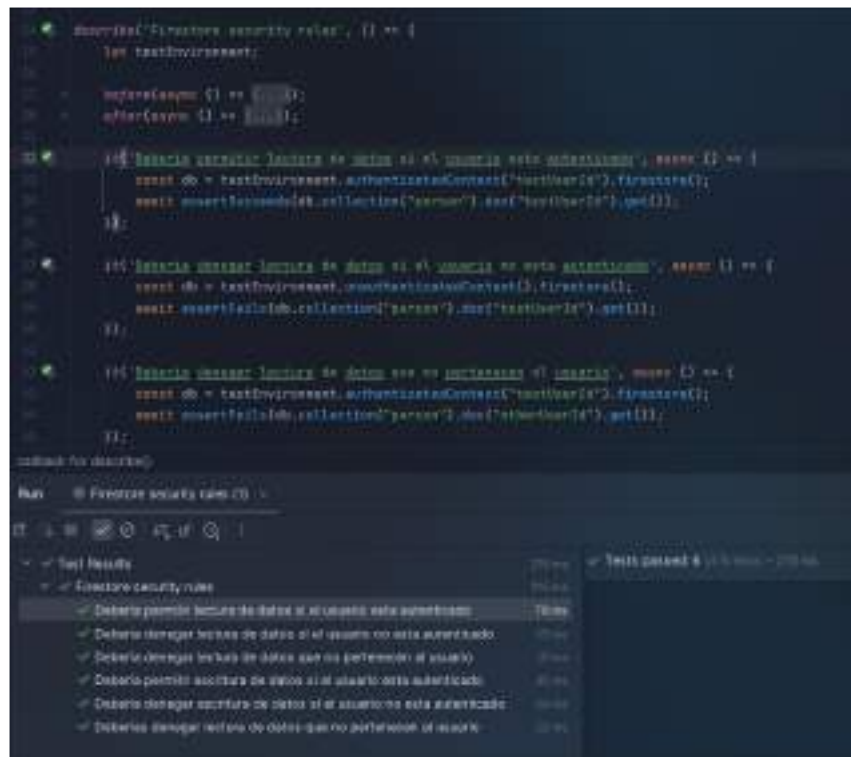 describe("Firestore security rules", () => {
let testEnvironment;
before(async () => {...});
after(async () => {...});
it('Deberia permitir lectura de datos si el usuario esta autenticado', async () => {
const db = testEnvironment.authenticatedContext("testUserId").firestore();
await assertSucceeds(db.collection("person").doc("testUserId").get());
});
it('Deberia denegar lectura de datos si el usuario no esta autenticado', async () => {
const db = testEnvironment.unauthenticatedContext().firestore();
await assertFails(db.collection("person").doc("testUserId").get());
});
it('Deberia denegar lectura de datos que no pertenecen al usuario', async () => {
const db = testEnvironment.authenticatedContext("testUserId").firestore();
await assertFails(db.collection("person").doc("otherUserId").get());
});
callback for describe()
Run Firestore security rules (1) ×
Test Results
Tests passed: 6
Firestore security rules
Deberia permitir lectura de datos si el usuario esta autenticado
Deberia denegar lectura de datos si el usuario no esta autenticado
Deberia denegar lectura de datos que no pertenecen al usuario
Deberia permitir escritura de datos si el usuario esta autenticado
Deberia denegar escritura de datos si el usuario no esta autenticado
Deberias denegar lectura de datos que no pertenecen al usuario